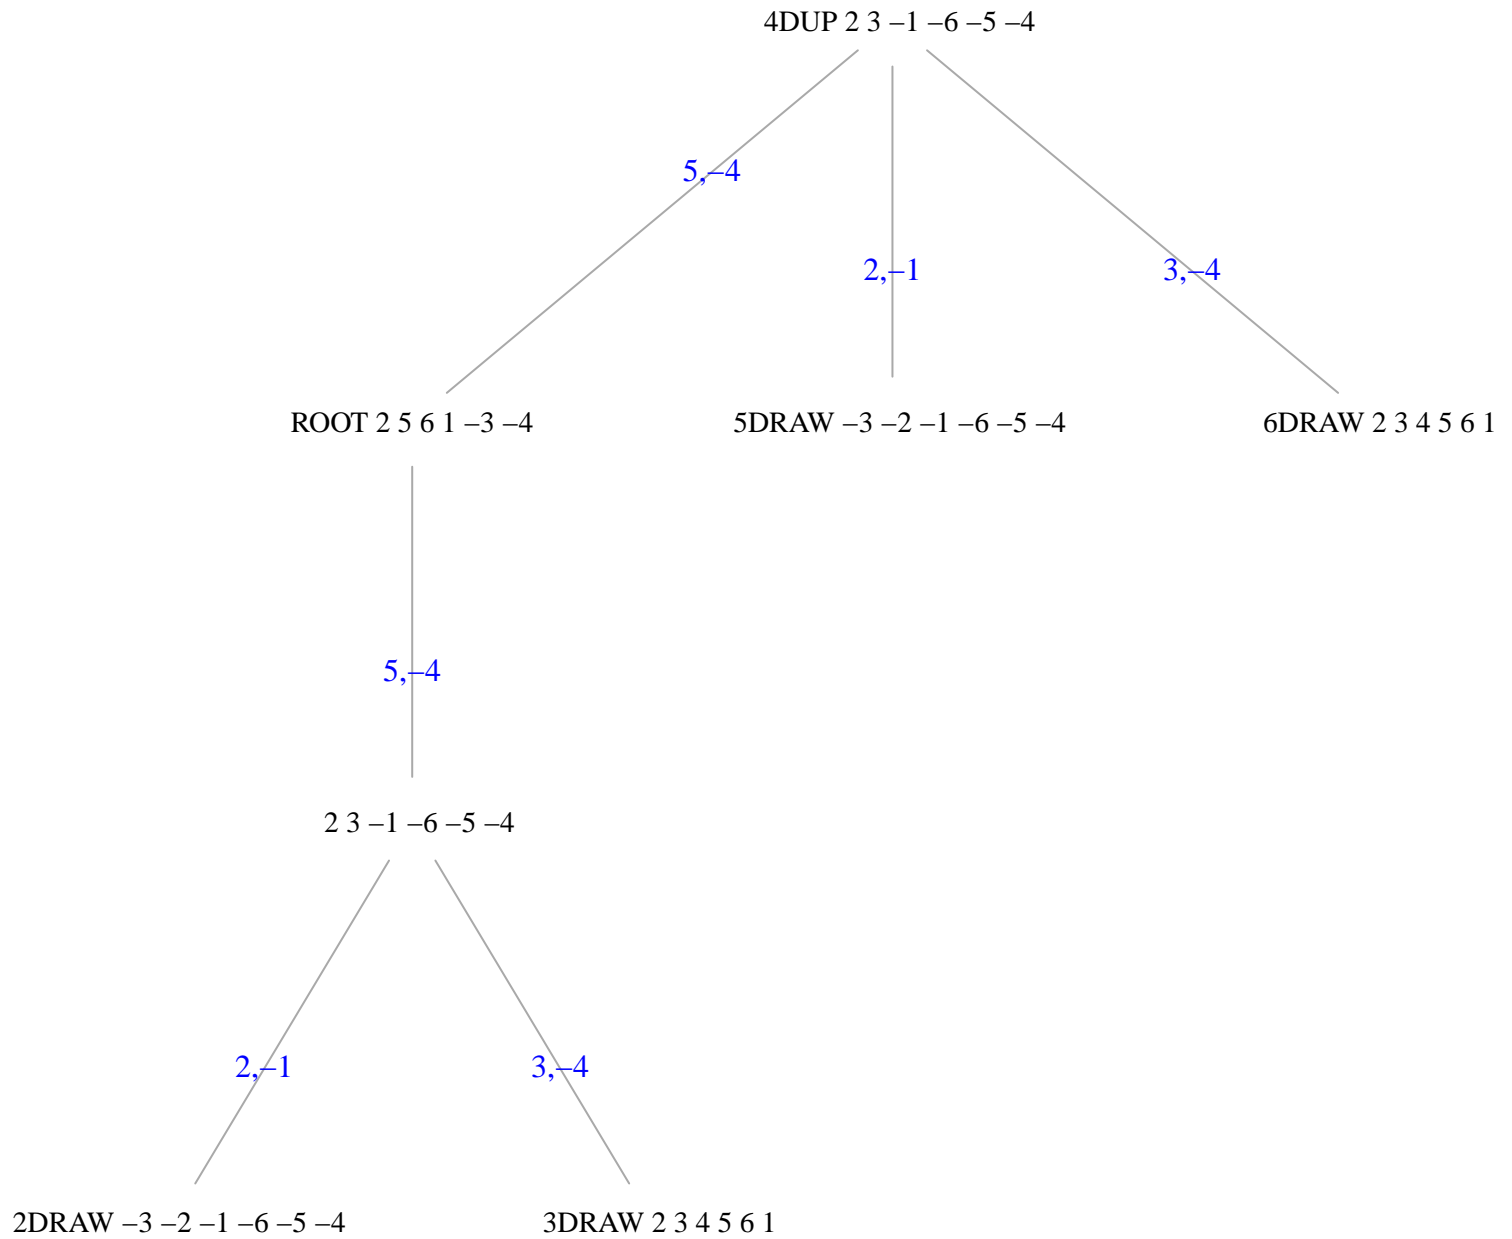 4DUP 2 3 –1 –6 –5 –4
5,–4
2,–1
3,–4
ROOT 2 5 6 1 –3 –4
5DRAW –3 –2 –1 –6 –5 –4
6DRAW 2 3 4 5 6 1
5,–4
2 3 –1 –6 –5 –4
2,–1
3,–4
2DRAW –3 –2 –1 –6 –5 –4
3DRAW 2 3 4 5 6 1